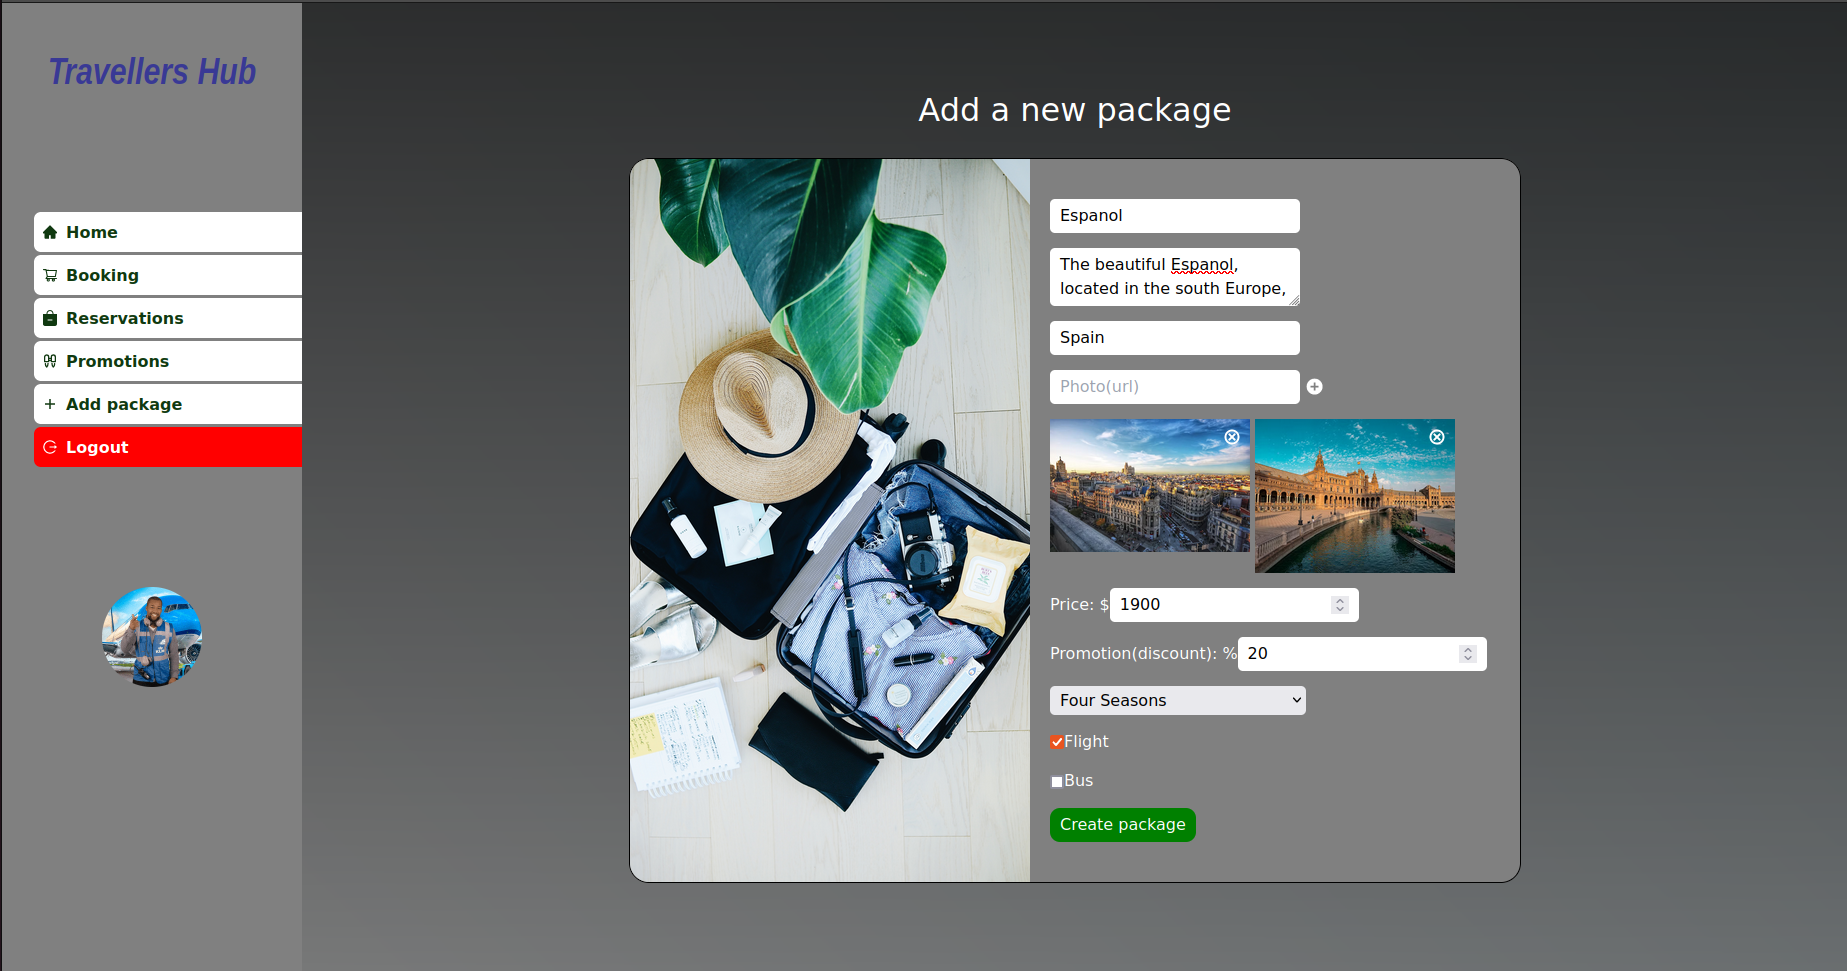 Travellers Hub
Home
Booking
Reservations
Promotions
Add package
Logout
Add a new package
Espanol
The beautiful Espanol,
located in the south Europe,
Spain
Photo(url)
Price: $ 1900
Promotion(discount): % 20
Four Seasons
Flight
Bus
Create package